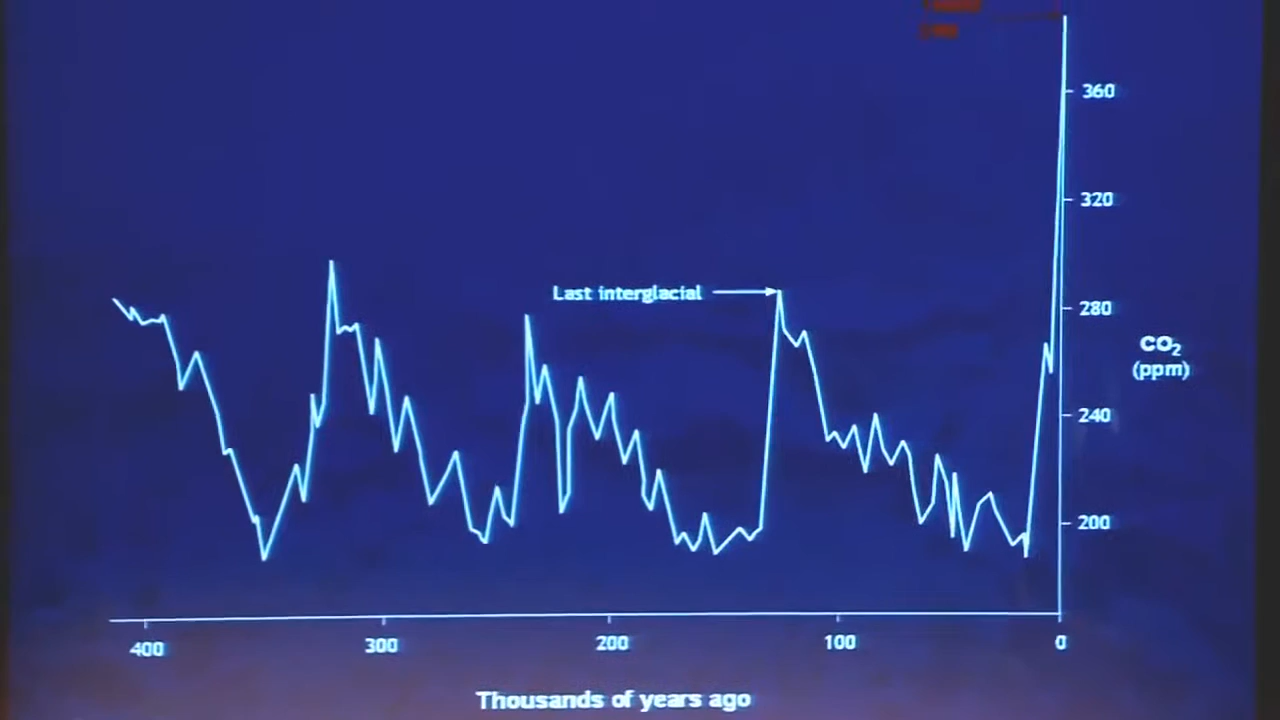 360
320
Last interglacial
280
CO₂
(ppm)
240
200
400 300 200 100 0
Thousands of years ago